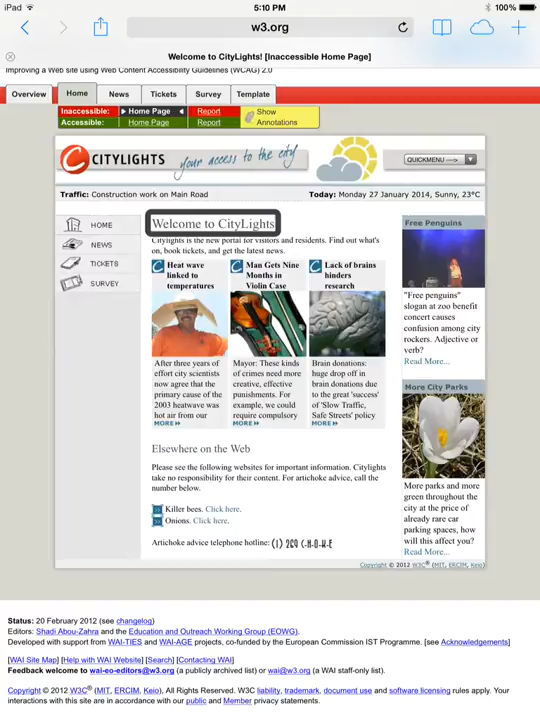 iPad 5:10 PM 100%
w3.org
Welcome to CityLights! [Inaccessible Home Page]
Improving a Web site using Web Content Accessibility Guidelines (WCAG) 2.0
Overview Home News Tickets Survey Template
Inaccessible: Home Page Report Show
Accessible: Home Page Report Annotations
CITYLIGHTS your access to the city QUICKMENU ---->
Traffic: Construction work on Main Road Today: Monday 27 January 2014, Sunny, 23°C
HOME
NEWS
TICKETS
SURVEY
Welcome to CityLights
Citylights is the new portal for visitors and residents. Find out what's
on, book tickets, and get the latest news.
Heat wave
linked to
temperatures
After three years of
effort city scientists
now agree that the
primary cause of the
2003 heatwave was
hot air from our
MORE
Man Gets Nine
Months in
Violin Case
Mayor: These kinds
of crimes need more
creative, effective
punishments. For
example, we could
require compulsory
MORE
Lack of brains
hinders
research
Brain donations:
huge drop off in
brain donations due
to the great 'success'
of 'Slow Traffic,
Safe Streets' policy
MORE
Elsewhere on the Web
Please see the following websites for important information. Citylights
take no responsibility for their content. For artichoke advice, call the
number below.
Killer bees. Click here.
Onions. Click here.
Artichoke advice telephone hotline: (1) 269 C-H-O-K-E
Free Penguins
"Free penguins"
slogan at zoo benefit
concert causes
confusion among city
rockers. Adjective or
verb?
Read More...
More City Parks
More parks and more
green throughout the
city at the price of
already rare car
parking spaces, how
will this affect you?
Read More...
Copyright © 2012 W3C® (MIT, ERCIM, Keio)
Status: 20 February 2012 (see changelog)
Editors: Shadi Abou-Zahra and the Education and Outreach Working Group (EOWG).
Developed with support from WAI-TIES and WAI-AGE projects, co-funded by the European Commission IST Programme. [see Acknowledgements]
[WAI Site Map] [Help with WAI Website] [Search] [Contacting WAI]
Feedback welcome to wai-eo-editors@w3.org (a publicly archived list) or wai@w3.org (a WAI staff-only list).
Copyright © 2012 W3C® (MIT, ERCIM, Keio), All Rights Reserved. W3C liability, trademark, document use and software licensing rules apply. Your
interactions with this site are in accordance with our public and Member privacy statements.